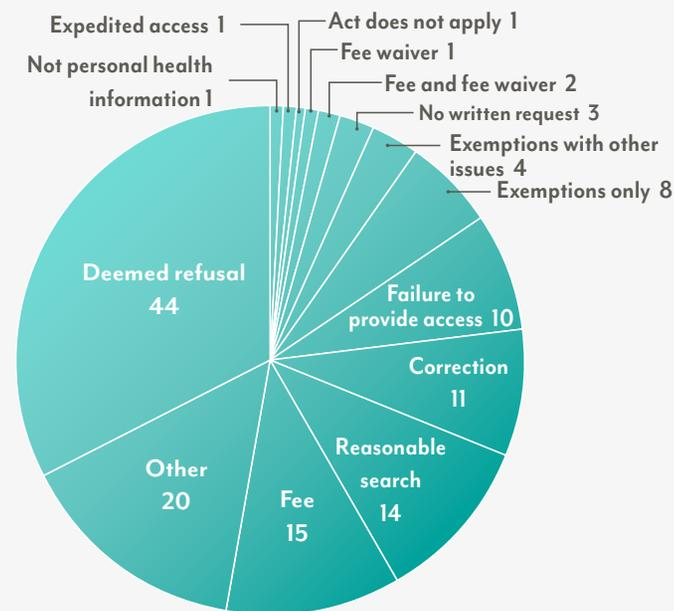 Expedited access 1
Act does not apply 1
Fee waiver 1
Not personal health
information 1
Fee and fee waiver 2
No written request 3
Exemptions with other
issues 4
Exemptions only 8
Deemed refusal
44
Failure to
provide access 10
Correction
11
Reasonable
search
14
Other
20
Fee
15